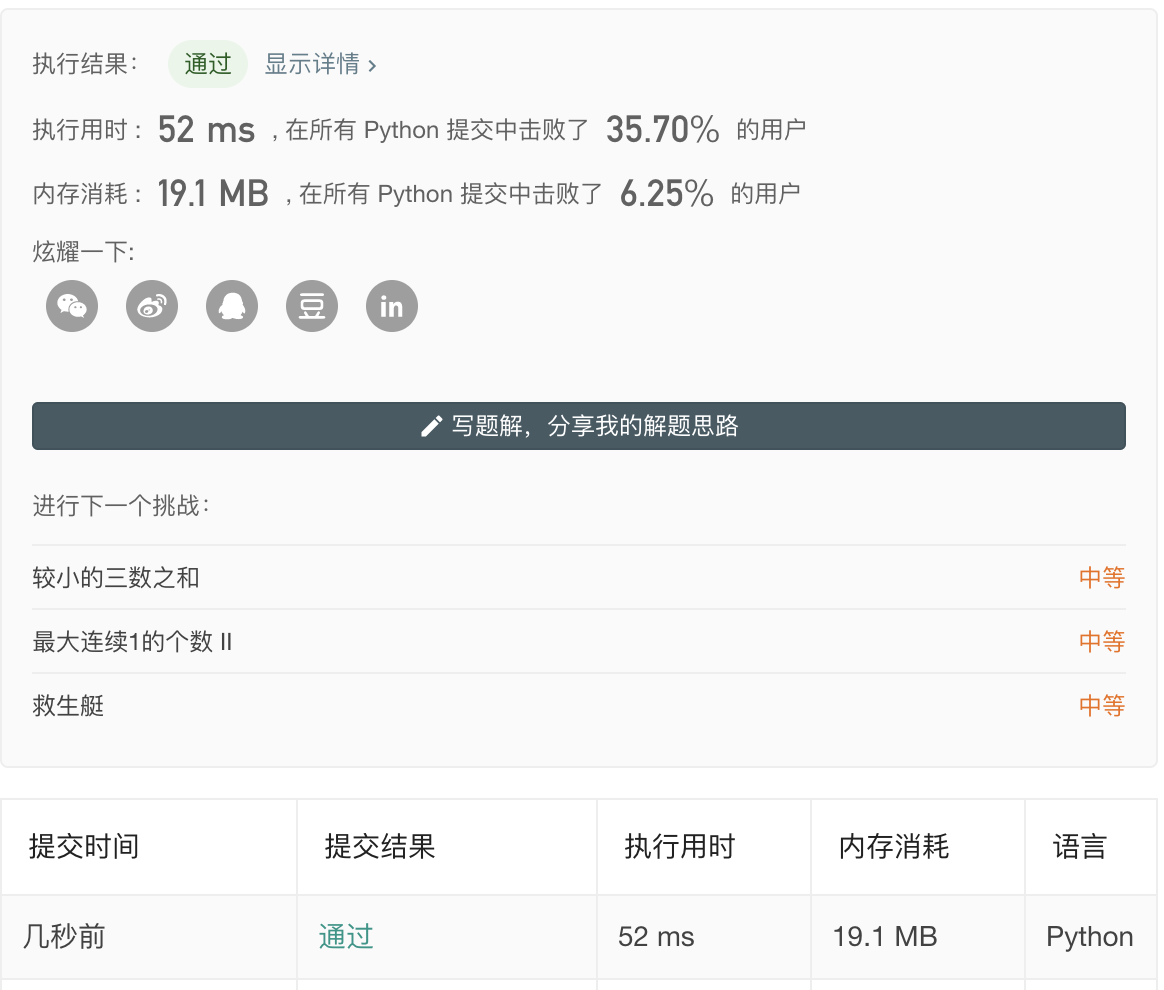 执行结果： 通过 显示详情 ›
执行用时： 52 ms ，在所有 Python 提交中击败了 35.70% 的用户
内存消耗： 19.1 MB ，在所有 Python 提交中击败了 6.25% 的用户
炫耀一下:
豆 in
写题解，分享我的解题思路
进行下一个挑战：
较小的三数之和 中等
最大连续1的个数 II 中等
救生艇 中等
提交时间 提交结果 执行用时 内存消耗 语言
几秒前 通过 52 ms 19.1 MB Python